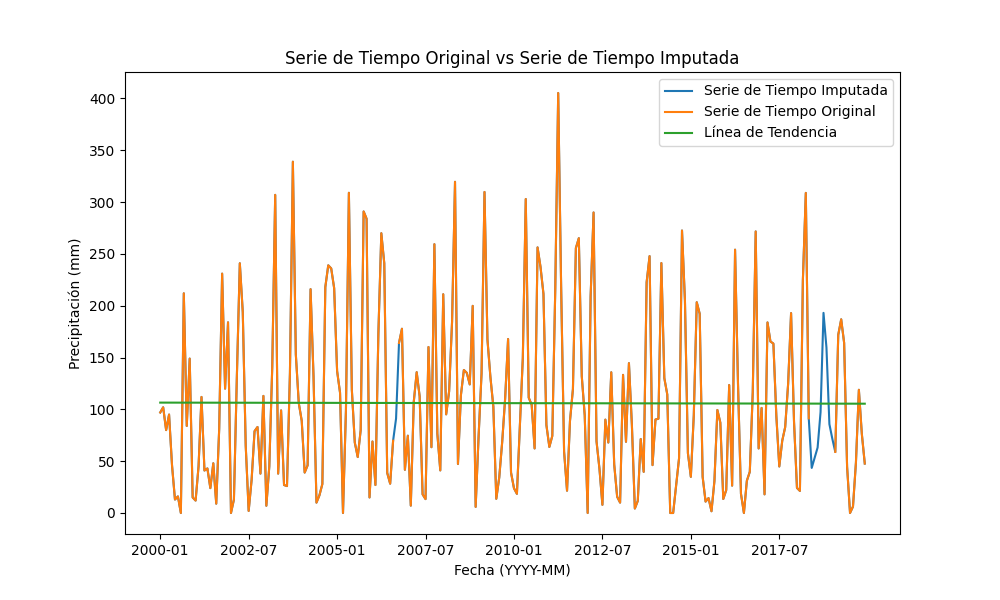 Serie de Tiempo Original vs Serie de Tiempo Imputada
Serie de Tiempo Imputada
Serie de Tiempo Original
Línea de Tendencia
400
350
300
250
200
150
100
50
0
Precipitación (mm)
2000-01 2002-07 2005-01 2007-07 2010-01 2012-07 2015-01 2017-07
Fecha (YYYY-MM)